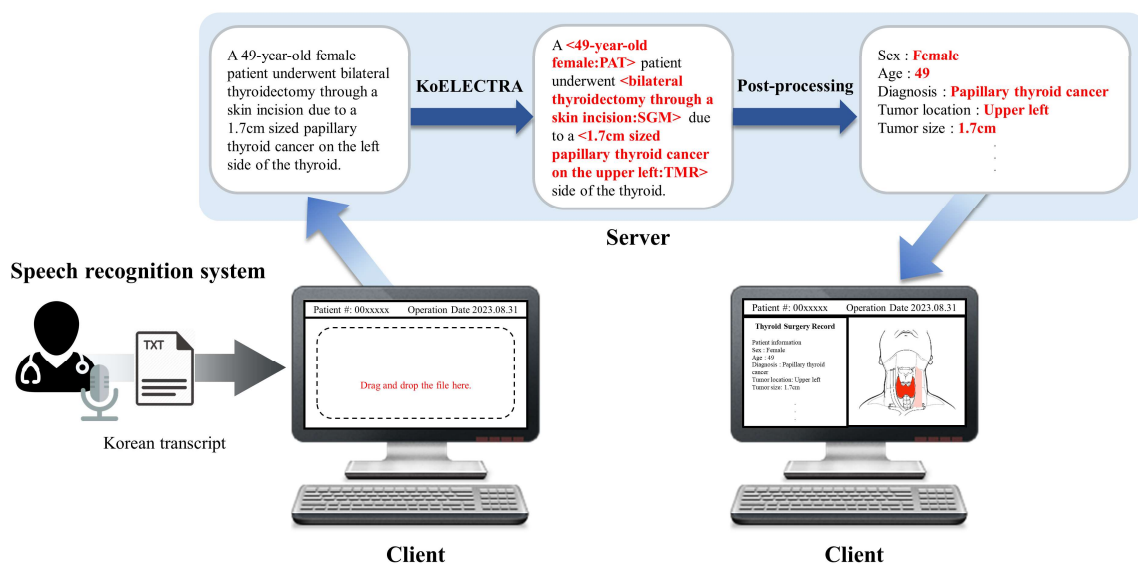 A 49-year-old female
patient underwent bilateral
thyroidectomy through a
skin incision due to a
1.7cm sized papillary
thyroid cancer on the left
side of the thyroid.
KoELECTRA
A <49-year-old
female:PAT> patient
underwent <bilateral
thyroidectomy through a
skin incision:SGM> due
to a <1.7cm sized
papillary thyroid cancer
on the upper left:TMR>
side of the thyroid.
Post-processing
Sex : Female
Age : 49
Diagnosis : Papillary thyroid cancer
Tumor location : Upper left
Tumor size : 1.7cm
.
.
.
Server
Speech recognition system
TXT
Korean transcript
Patient #: 00xxxxx Operation Date 2023.08.31
Drag and drop the file here.
Client
Patient #: 00xxxxx Operation Date 2023.08.31
Thyroid Surgery Record
Patient information
Sex : Female
Age : 49
Diagnosis : Papillary thyroid
cancer
Tumor location: Upper left
Tumor size: 1.7cm
.
.
.
Client